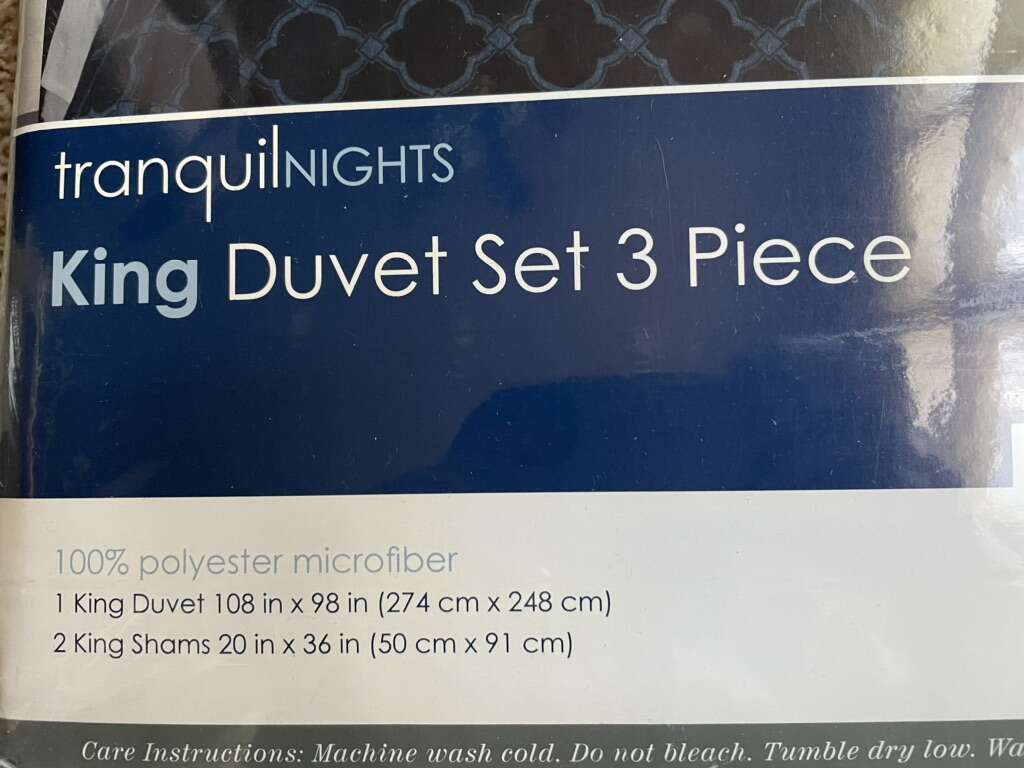 tranquilNIGHTS
King Duvet Set 3 Piece
100% polyester microfiber
1 King Duvet 108 in x 98 in (274 cm x 248 cm)
2 King Shams 20 in x 36 in (50 cm x 91 cm)
Care Instructions: Machine wash cold. Do not bleach. Tumble dry low.